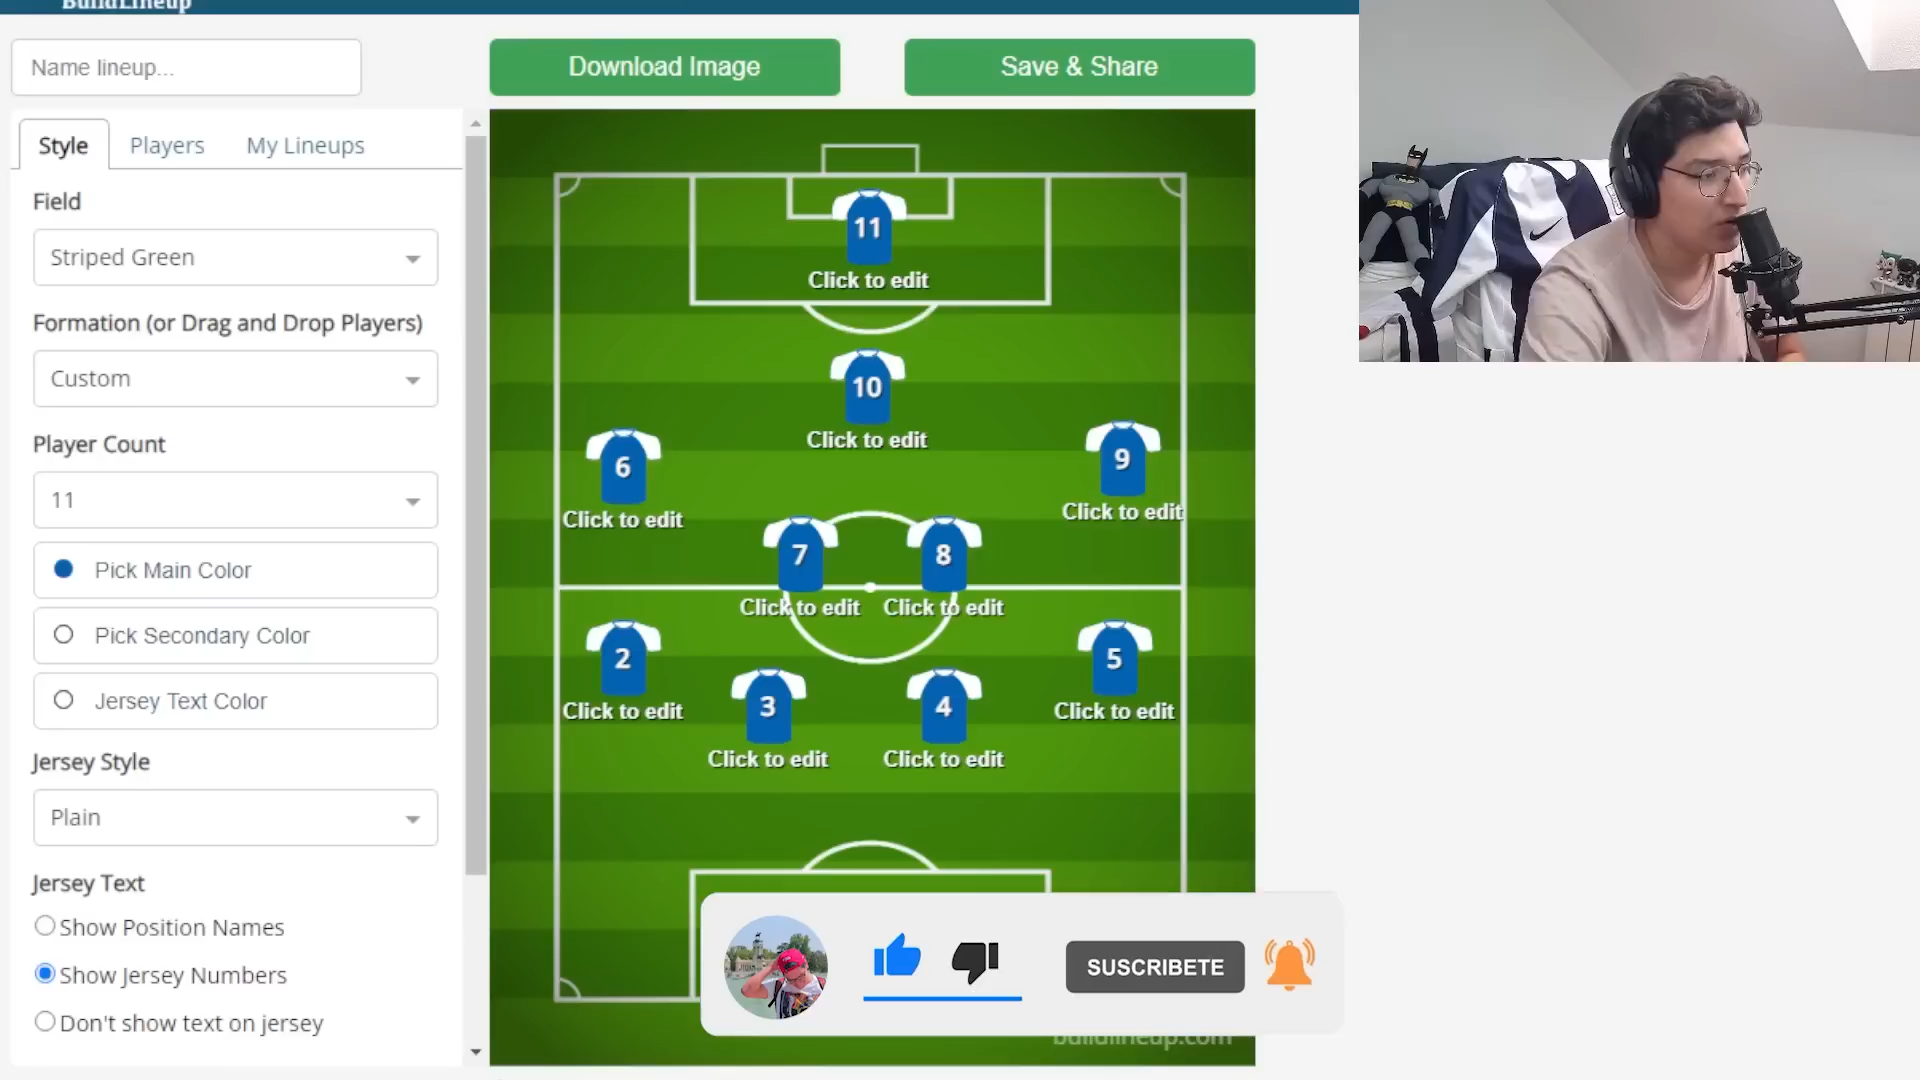 BuildLineup
Name lineup...
Download Image
Save & Share
Style
Players
My Lineups
Field
Striped Green
Formation (or Drag and Drop Players)
Custom
Player Count
11
Pick Main Color
Pick Secondary Color
Jersey Text Color
Jersey Style
Plain
Jersey Text
Show Position Names
Show Jersey Numbers
Don't show text on jersey
11
Click to edit
10
Click to edit
6
Click to edit
9
Click to edit
7
Click to edit
8
Click to edit
2
Click to edit
5
Click to edit
3
Click to edit
4
Click to edit
SUSCRIBETE
buildlineup.com